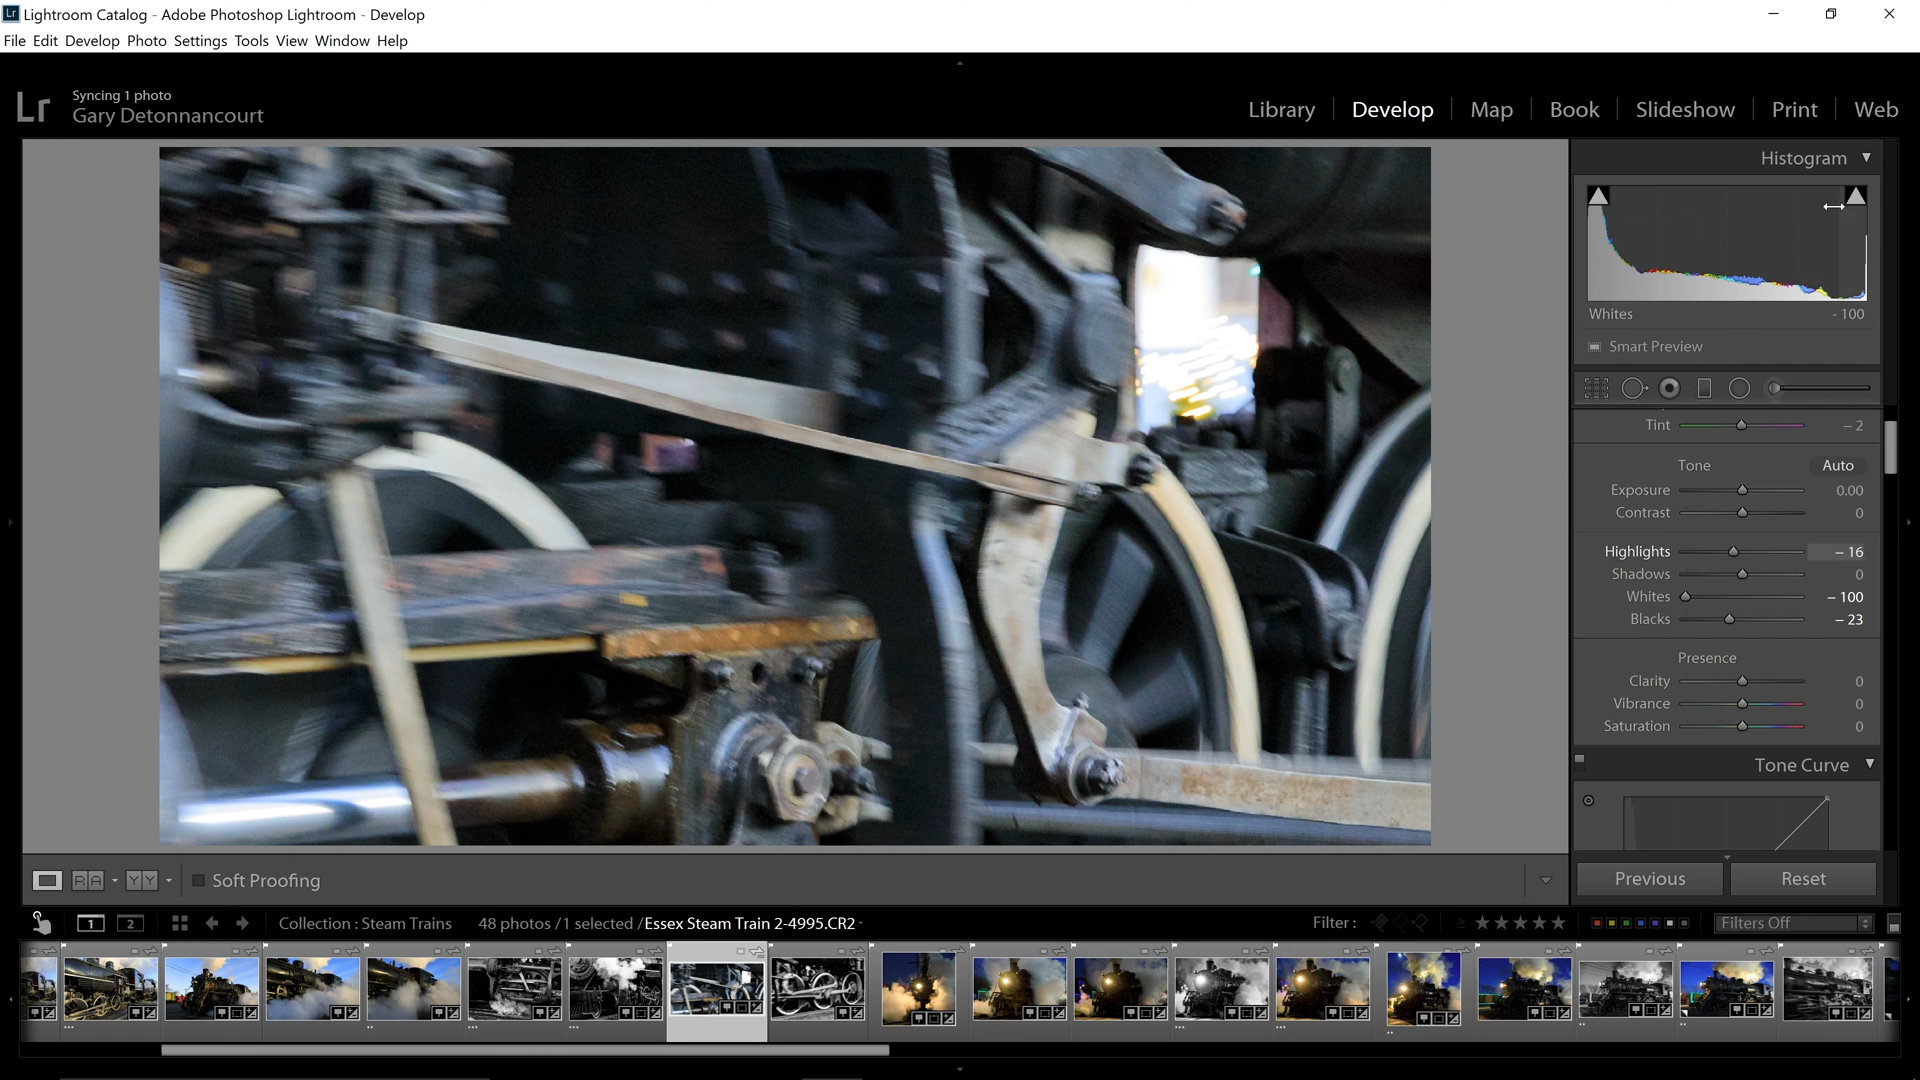 Lr Lightroom Catalog - Adobe Photoshop Lightroom - Develop
File Edit Develop Photo Settings Tools View Window Help
Lr Syncing 1 photo
Gary Detonnancourt
Library Develop Map Book Slideshow Print Web
Histogram
Whites - 100
Smart Preview
Tint - 2
Tone Auto
Exposure 0.00
Contrast 0
Highlights - 16
Shadows 0
Whites - 100
Blacks - 23
Presence
Clarity 0
Vibrance 0
Saturation 0
Tone Curve
Previous Reset
R A Y Y Soft Proofing
1 2 Collection : Steam Trains 48 photos / 1 selected / Essex Steam Train 2-4995.CR2 Filter : ≥ Filters Off